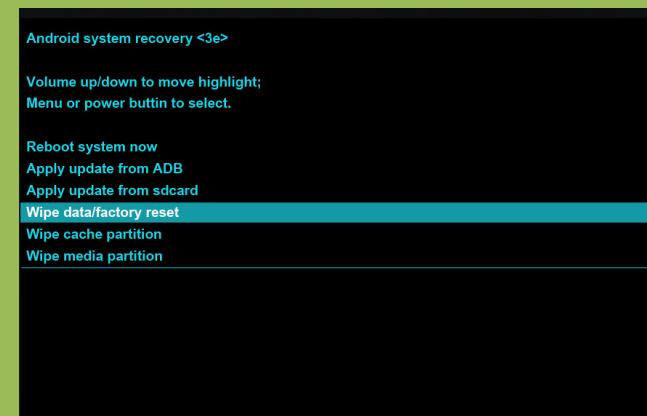 Android system recovery <3e>
Volume up/down to move highlight;
Menu or power buttin to select.
Reboot system now
Apply update from ADB
Apply update from sdcard
Wipe data/factory reset
Wipe cache partition
Wipe media partition